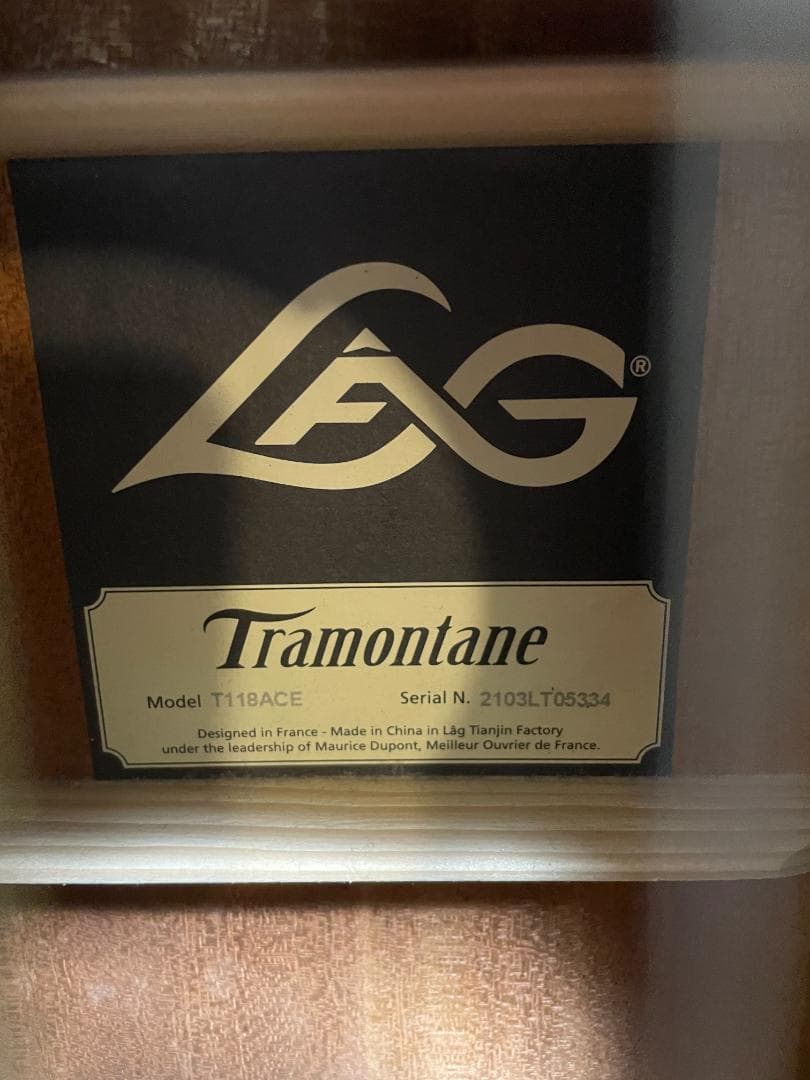 LÂG®
Tramontane
Model T118ACE Serial N. 2103LT05334
Designed in France - Made in China in Lâg Tianjin Factory
under the leadership of Maurice Dupont, Meilleur Ouvrier de France.